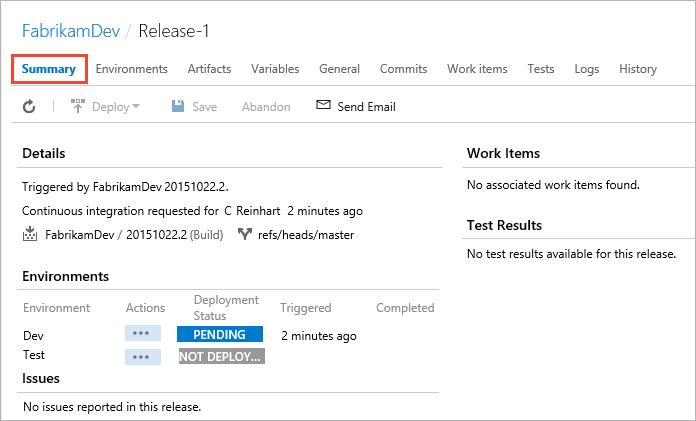 FabrikamDev / Release-1
Summary Environments Artifacts Variables General Commits Work items Tests Logs History
Deploy Save Abandon Send Email
Details
Triggered by FabrikamDev 20151022.2.
Continuous integration requested for C Reinhart 2 minutes ago
FabrikamDev / 20151022.2 (Build) refs/heads/master
Environments
Environment Actions Deployment Status Triggered Completed
Dev ••• PENDING 2 minutes ago
Test ••• NOT DEPLOY...
Issues
No issues reported in this release.
Work Items
No associated work items found.
Test Results
No test results available for this release.